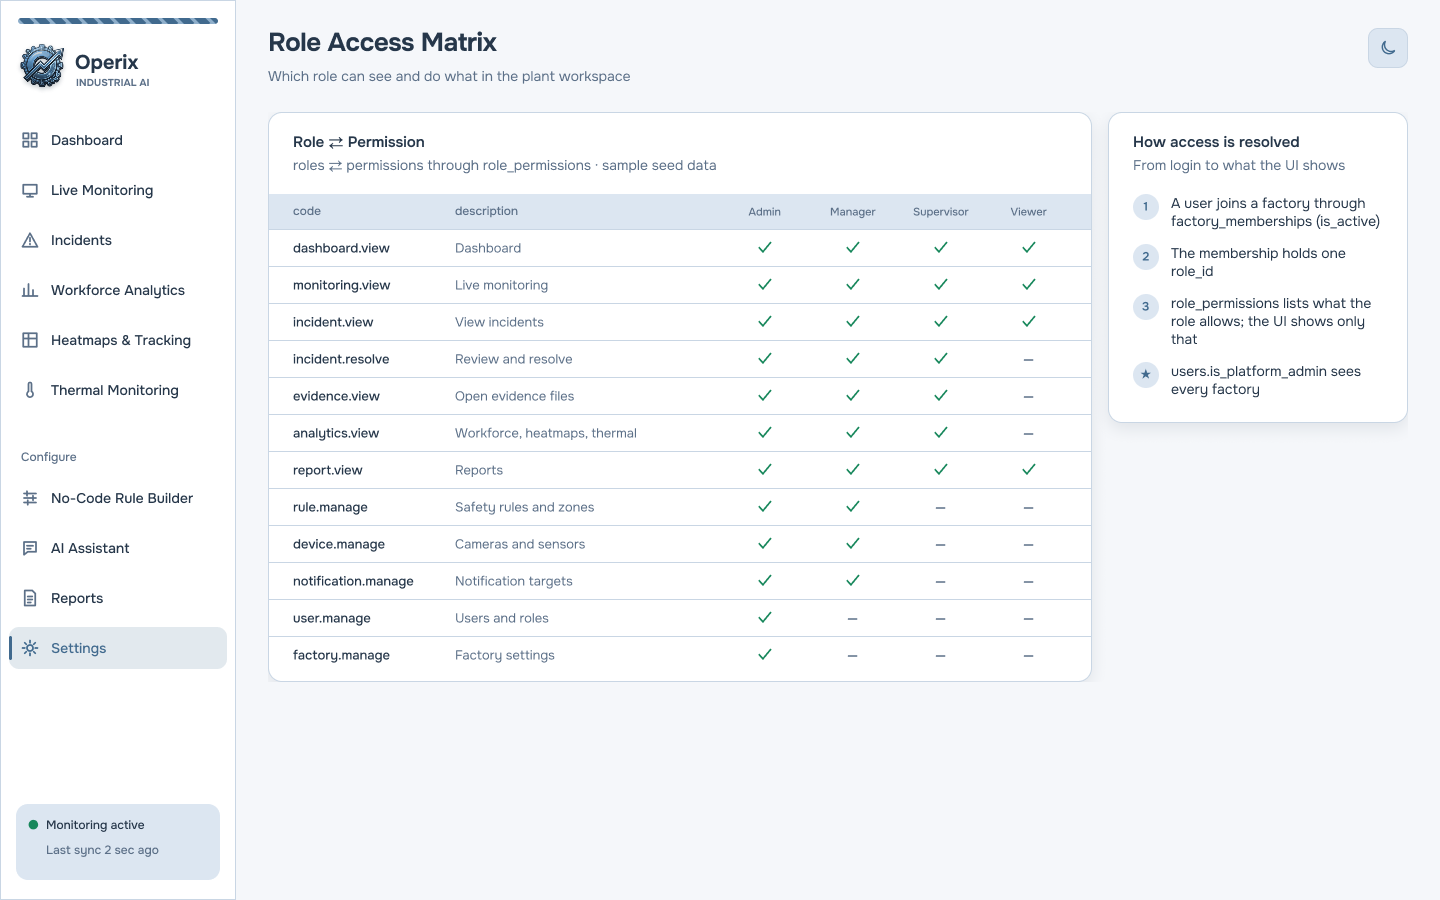 Operix
INDUSTRIAL AI
Dashboard
Live Monitoring
Incidents
Workforce Analytics
Heatmaps & Tracking
Thermal Monitoring
Configure
No-Code Rule Builder
AI Assistant
Reports
Settings
Monitoring active
Last sync 2 sec ago
Role Access Matrix
Which role can see and do what in the plant workspace
Role ⇄ Permission
roles ⇄ permissions through role_permissions · sample seed data
code description Admin Manager Supervisor Viewer
dashboard.view Dashboard ✓ ✓ ✓ ✓
monitoring.view Live monitoring ✓ ✓ ✓ ✓
incident.view View incidents ✓ ✓ ✓ ✓
incident.resolve Review and resolve ✓ ✓ ✓ –
evidence.view Open evidence files ✓ ✓ ✓ –
analytics.view Workforce, heatmaps, thermal ✓ ✓ ✓ –
report.view Reports ✓ ✓ ✓ ✓
rule.manage Safety rules and zones ✓ ✓ – –
device.manage Cameras and sensors ✓ ✓ – –
notification.manage Notification targets ✓ ✓ – –
user.manage Users and roles ✓ – – –
factory.manage Factory settings ✓ – – –
How access is resolved
From login to what the UI shows
1 A user joins a factory through
factory_memberships (is_active)
2 The membership holds one
role_id
3 role_permissions lists what the
role allows; the UI shows only
that
★ users.is_platform_admin sees
every factory